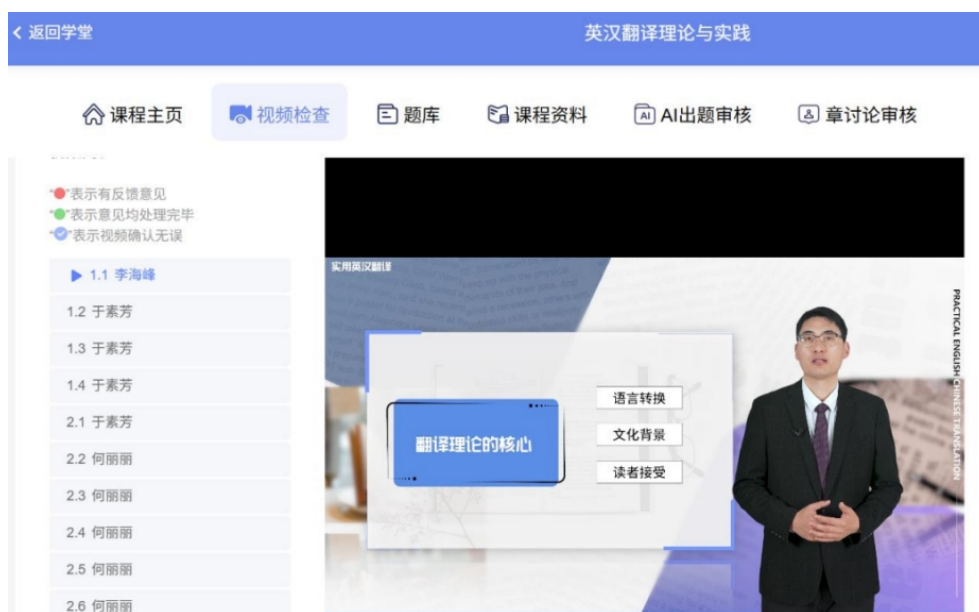 返回学堂
英汉翻译理论与实践
课程主页
视频检查
题库
课程资料
AI出题审核
章讨论审核
“●”表示有反馈意见
“●”表示意见均处理完毕
“✔”表示视频确认无误
1.1 李海峰
1.2 于素芳
1.3 于素芳
1.4 于素芳
2.1 于素芳
2.2 何丽丽
2.3 何丽丽
2.4 何丽丽
2.5 何丽丽
2.6 何丽丽
实用英汉翻译
翻译理论的核心
语言转换
文化背景
读者接受
PRACTICAL ENGLISH CHINESE TRANSLATION